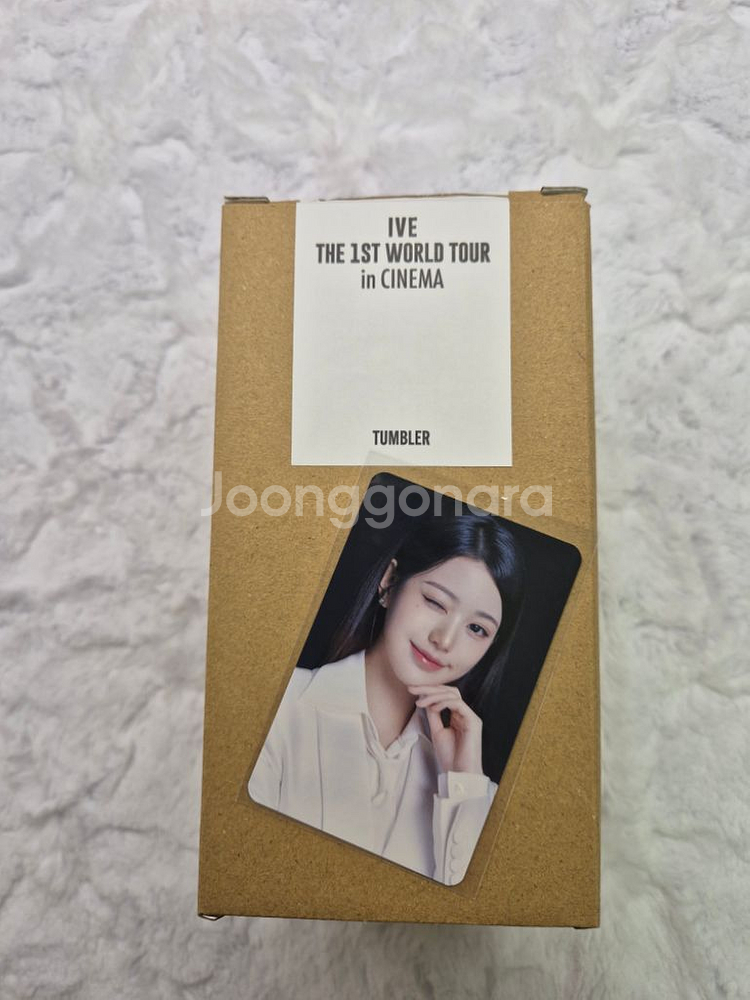 IVE
THE 1ST WORLD TOUR
in CINEMA
TUMBLER
Joonggonara